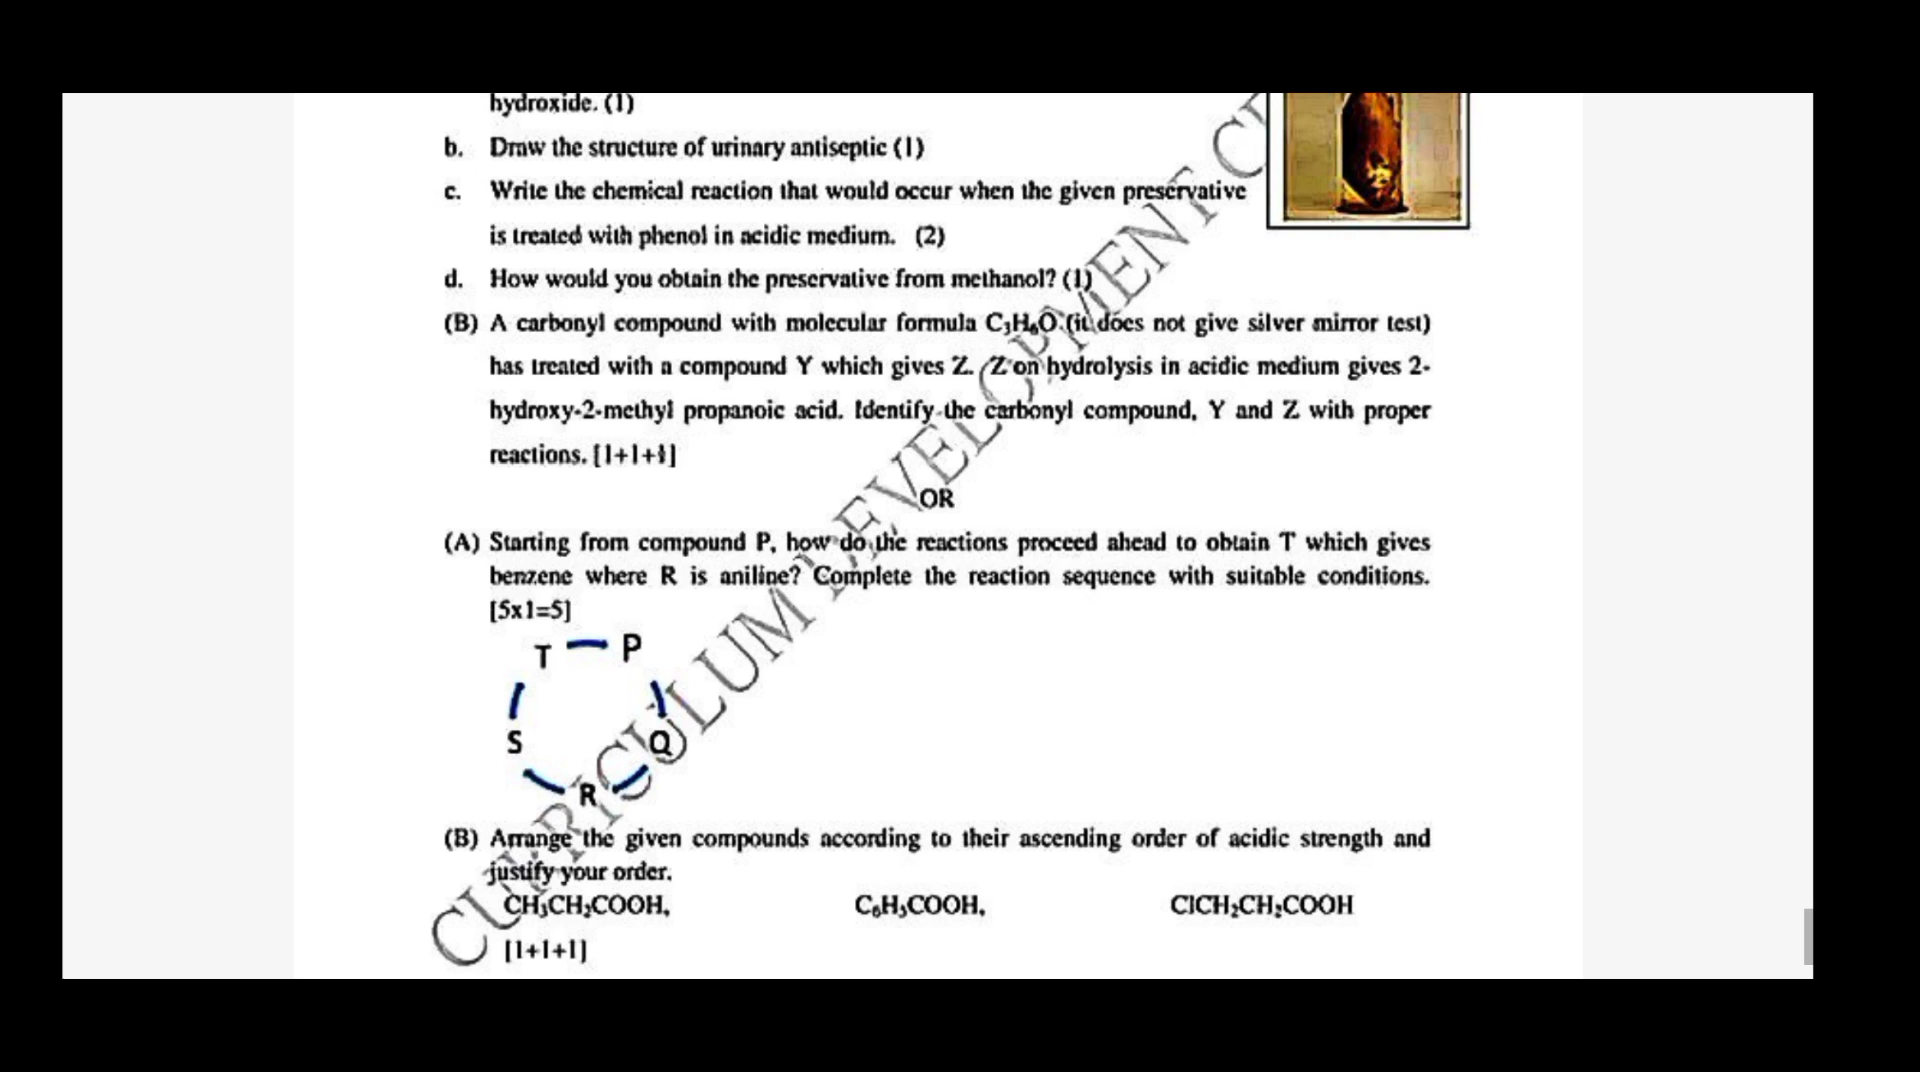 hydroxide. (1)
b. Draw the structure of urinary antiseptic (1)
c. Write the chemical reaction that would occur when the given preservative
is treated with phenol in acidic medium. (2)
d. How would you obtain the preservative from methanol? (1)
(B) A carbonyl compound with molecular formula C₃H₆O (it does not give silver mirror test)
has treated with a compound Y which gives Z. Z on hydrolysis in acidic medium gives 2-
hydroxy-2-methyl propanoic acid. Identify the carbonyl compound, Y and Z with proper
reactions. [1+1+1]
OR
(A) Starting from compound P, how do the reactions proceed ahead to obtain T which gives
benzene where R is aniline? Complete the reaction sequence with suitable conditions.
[5x1=5]
T P
S Q
R
(B) Arrange the given compounds according to their ascending order of acidic strength and
justify your order.
CH₃CH₂COOH, C₆H₅COOH, ClCH₂CH₂COOH
[1+1+1]
CURRICULUM DEVELOPMENT